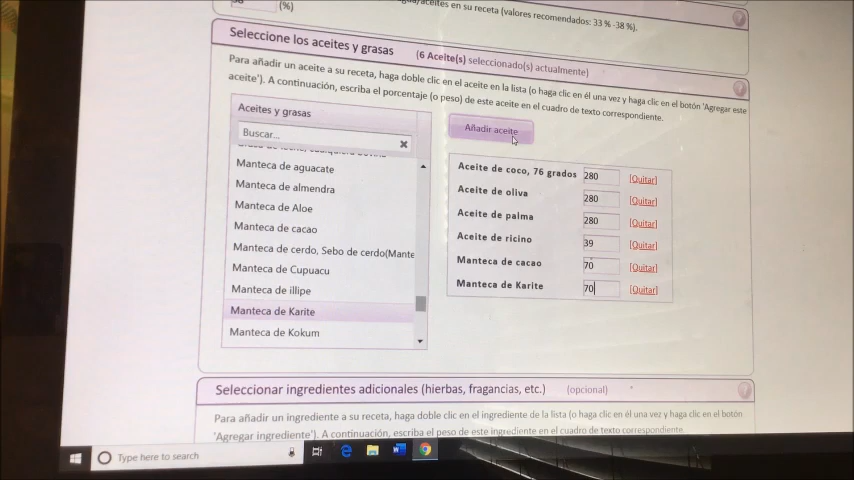 (%)
aceites en su receta (valores recomendados: 33 % -38 %).
Seleccione los aceites y grasas (6 Aceite(s) seleccionado(s) actualmente)
Para añadir un aceite a su receta, haga doble clic en el aceite en la lista (o haga clic en él una vez y haga clic en el botón 'Agregar este
aceite'). A continuación, escriba el porcentaje (o peso) de este aceite en el cuadro de texto correspondiente.
Aceites y grasas
Buscar...
Manteca de aguacate
Manteca de almendra
Manteca de Aloe
Manteca de cacao
Manteca de cerdo, Sebo de cerdo(Mante
Manteca de Cupuacu
Manteca de illipe
Manteca de Karite
Manteca de Kokum
Añadir aceite
Aceite de coco, 76 grados 280 [Quitar]
Aceite de oliva 280 [Quitar]
Aceite de palma 280 [Quitar]
Aceite de ricino 39 [Quitar]
Manteca de cacao 70 [Quitar]
Manteca de Karite 70 [Quitar]
Seleccionar ingredientes adicionales (hierbas, fragancias, etc.) (opcional)
Para añadir un ingrediente a su receta, haga doble clic en el ingrediente de la lista (o haga clic en él una vez y haga clic en el botón
'Agregar ingrediente'). A continuación, escriba el peso de este ingrediente en el cuadro de texto correspondiente.
Type here to search